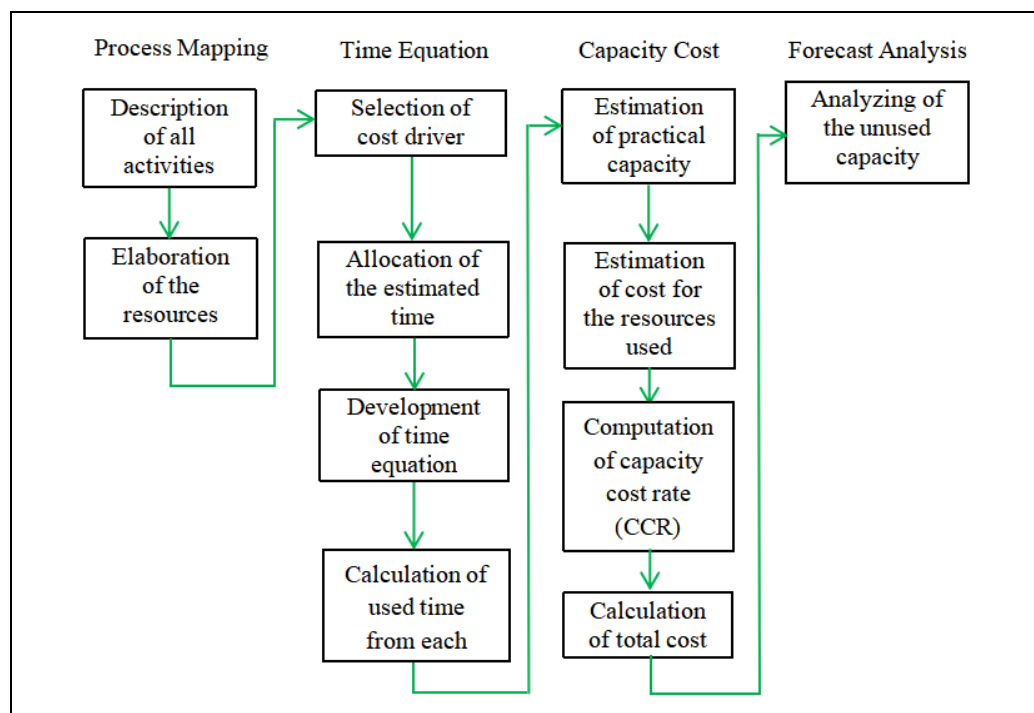 Process Mapping
Description
of all
activities
Elaboration
of the
resources
Time Equation
Selection of
cost driver
Allocation of
the estimated
time
Development
of time
equation
Calculation of
used time
from each
Capacity Cost
Estimation
of practical
capacity
Estimation
of cost for
the resources
used
Computation
of capacity
cost rate
(CCR)
Calculation
of total cost
Forecast Analysis
Analyzing of
the unused
capacity